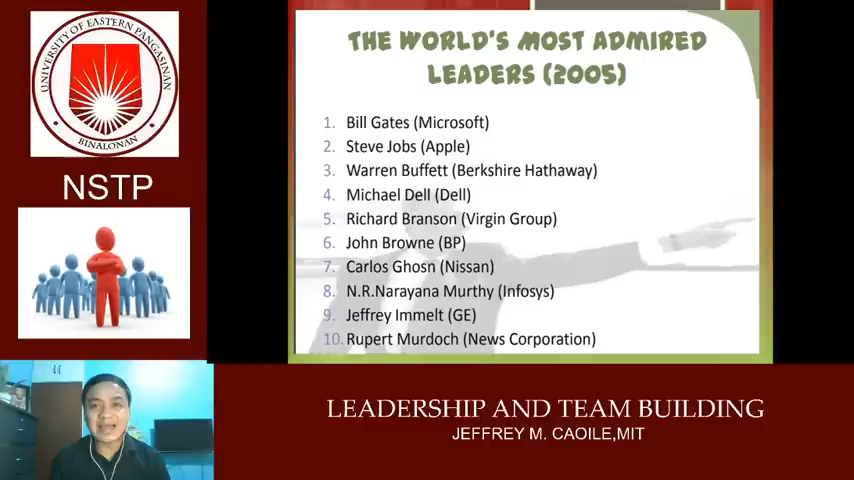 UNIVERSITY OF EASTERN PANGASINAN
BINALONAN
NSTP
THE WORLD'S MOST ADMIRED
LEADERS (2005)
1. Bill Gates (Microsoft)
2. Steve Jobs (Apple)
3. Warren Buffett (Berkshire Hathaway)
4. Michael Dell (Dell)
5. Richard Branson (Virgin Group)
6. John Browne (BP)
7. Carlos Ghosn (Nissan)
8. N.R.Narayana Murthy (Infosys)
9. Jeffrey Immelt (GE)
10. Rupert Murdoch (News Corporation)
LEADERSHIP AND TEAM BUILDING
JEFFREY M. CAOILE,MIT